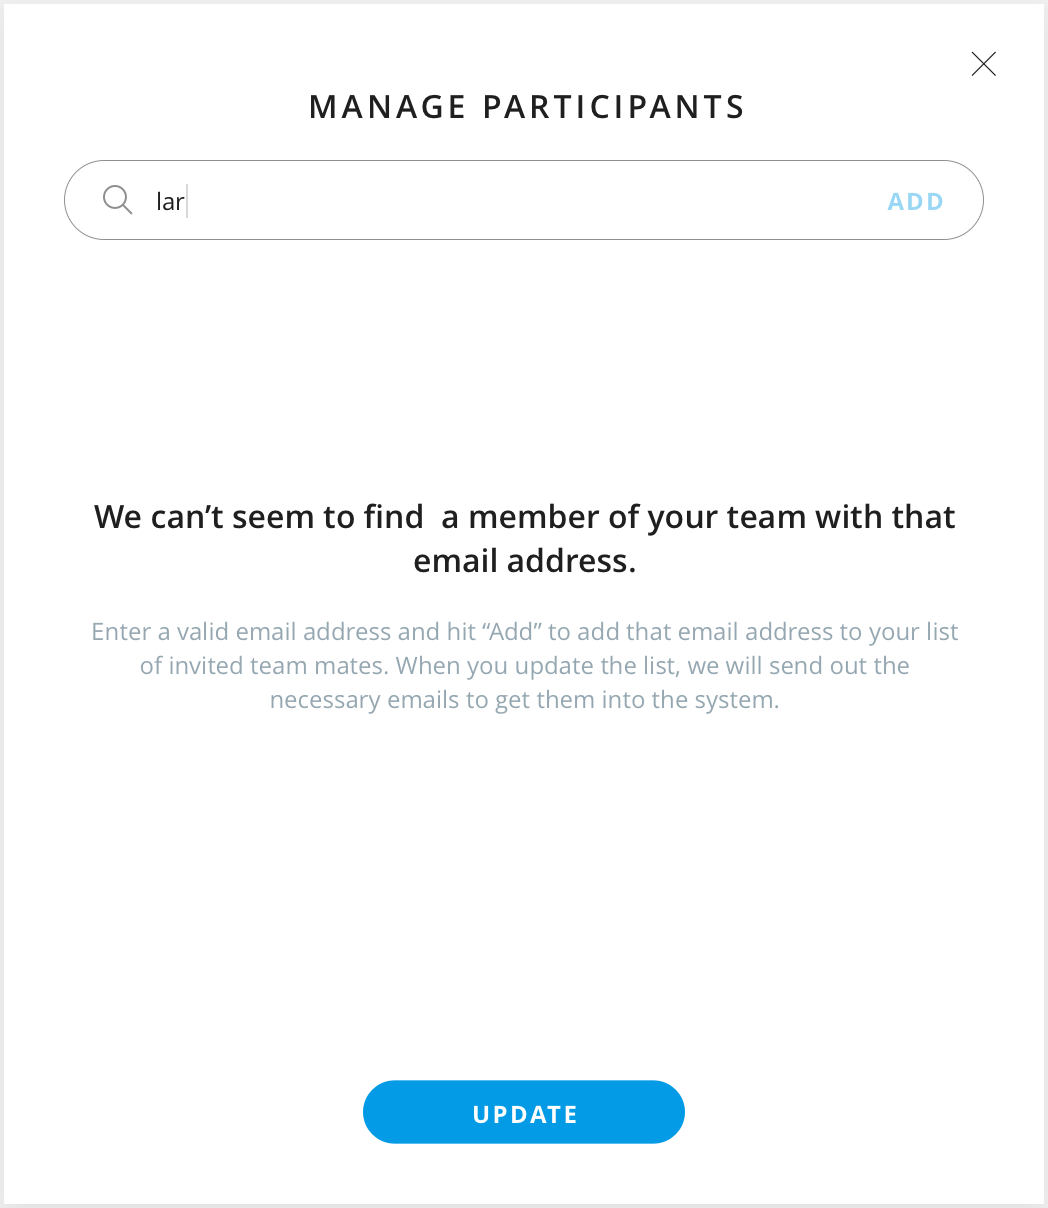 MANAGE PARTICIPANTS
lar
ADD
We can’t seem to find  a member of your team with that
email address.
Enter a valid email address and hit “Add” to add that email address to your list
of invited team mates. When you update the list, we will send out the
necessary emails to get them into the system.
UPDATE